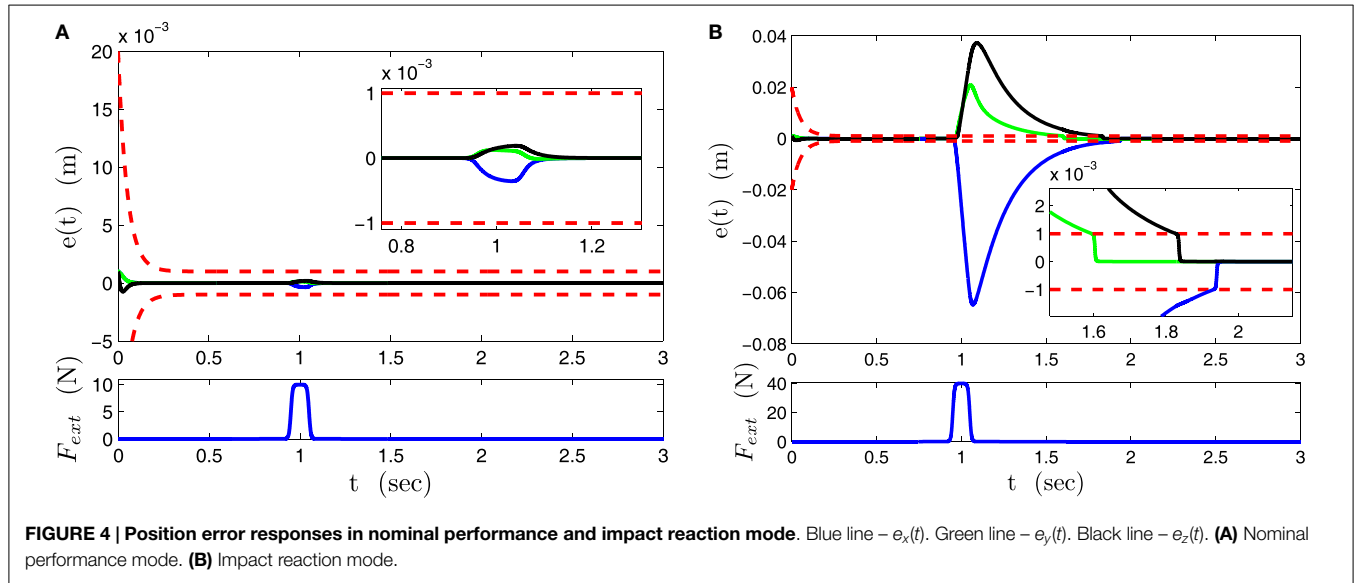 A
x 10⁻³
20
15
10
5
0
−5
e(t) (m)
0 0.5 1 1.5 2 2.5 3
x 10⁻³
1
0
−1
0.8 1 1.2
10
5
0
F_ext (N)
0 0.5 1 1.5 2 2.5 3
t (sec)
B
0.04
0.02
0
−0.02
−0.04
−0.06
−0.08
e(t) (m)
0 0.5 1 1.5 2 2.5 3
x 10⁻³
2
1
0
−1
1.6 1.8 2
40
20
0
F_ext (N)
0 0.5 1 1.5 2 2.5 3
t (sec)
FIGURE 4 | Position error responses in nominal performance and impact reaction mode. Blue line – eₓ(t). Green line – e_y(t). Black line – e_z(t). (A) Nominal
performance mode. (B) Impact reaction mode.